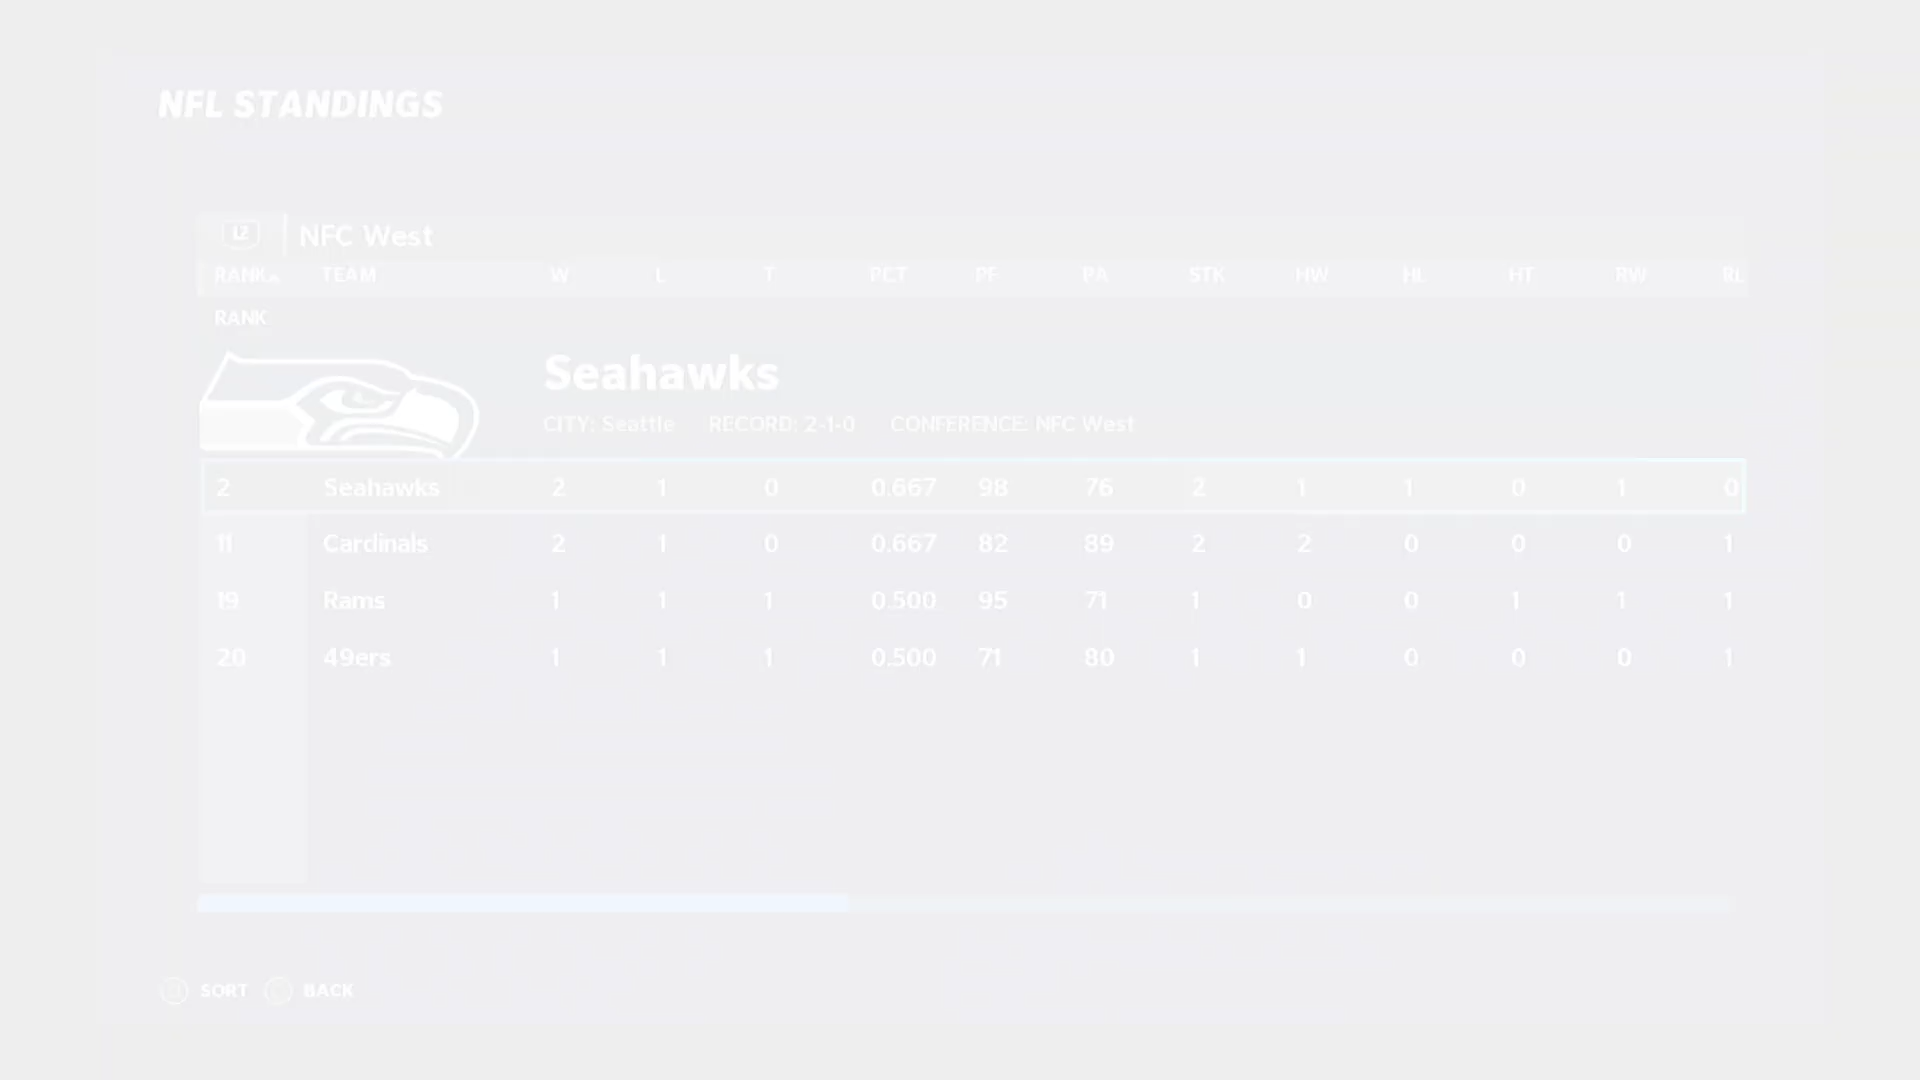 NFL STANDINGS
L2 NFC West
RANK TEAM W L T PCT PF PA STK HW HL HT RW RL
RANK
Seahawks
CITY: Seattle RECORD: 2-1-0 CONFERENCE: NFC West
2 Seahawks 2 1 0 0.667 98 76 2 1 1 0 1 0
11 Cardinals 2 1 0 0.667 82 89 2 2 0 0 0 1
19 Rams 1 1 1 0.500 95 71 1 0 0 1 1 1
20 49ers 1 1 1 0.500 71 80 1 1 0 0 0 1
SORT BACK